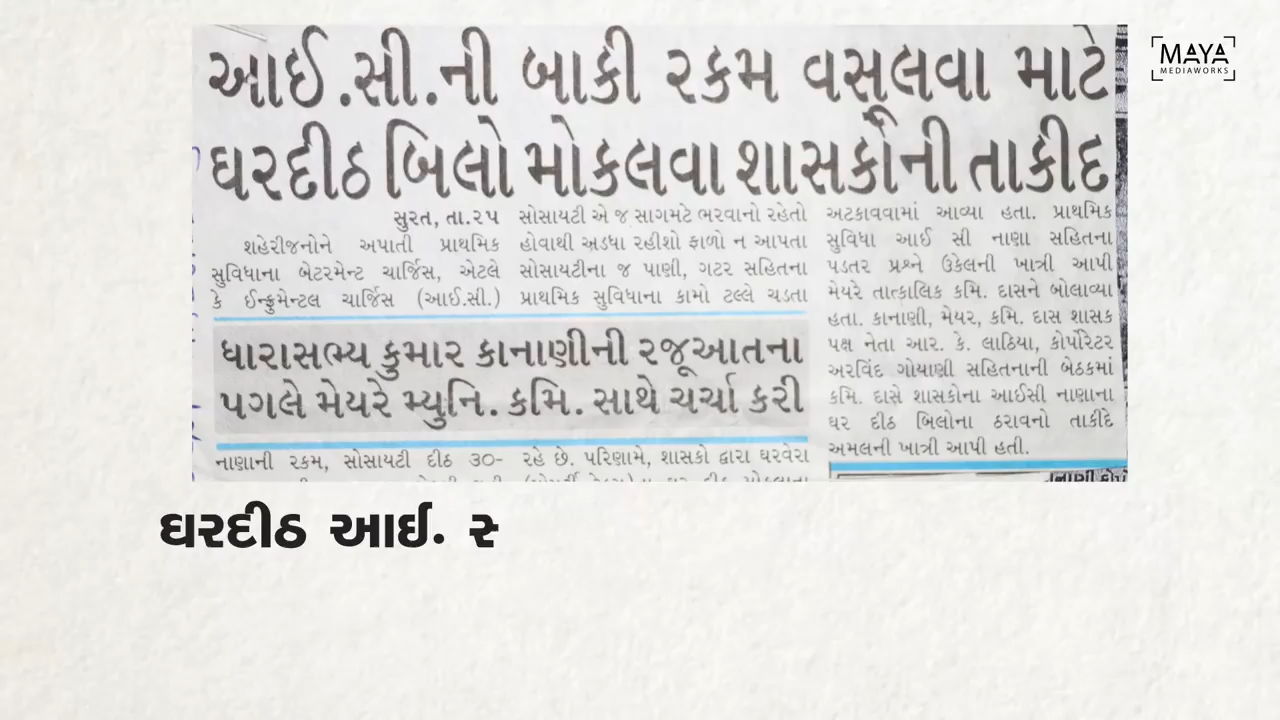 MAYA
MEDIAWORKS
આઈ.સી.ની બાકી રકમ વસૂલવા માટે
ઘરદીઠ બિલો મોકલવા શાસકોની તાકીદ
સુરત, તા.૨૫
શહેરીજનોને અપાતી પ્રાથમિક
સુવિધાના બેટરમેન્ટ ચાર્જિસ, એટલે
કે ઈન્ફ્રુમેન્ટલ ચાર્જિસ (આઈ.સી.)
ધારાસભ્ય કુમાર કાનાણીની રજૂઆતના
પગલે મેયરે મ્યુનિ. કમિ. સાથે ચર્ચા કરી
નાણાની રકમ, સોસાયટી દીઠ ૩૦-
સોસાયટી એ જ સાગમટે ભરવાનો રહેતો
હોવાથી અડધા રહીશો ફાળો ન આપતા
સોસાયટીના જ પાણી, ગટર સહિતના
પ્રાથમિક સુવિધાના કામો ટલ્લે ચડતા
રહે છે. પરિણામે, શાસકો દ્વારા ઘરવેરા
અટકાવવામાં આવ્યા હતા. પ્રાથમિક
સુવિધા આઈ સી નાણા સહિતના
પડતર પ્રશ્ને ઉકેલની ખાત્રી આપી
મેયરે તાત્કાલિક કમિ. દાસને બોલાવ્યા
હતા. કાનાણી, મેયર, કમિ. દાસ શાસક
પક્ષ નેતા આર. કે. લાઠિયા, કોર્પોરેટર
અરવિંદ ગોયાણી સહિતનાની બેઠકમાં
કમિ. દાસે શાસકોના આઈસી નાણાના
ઘર દીઠ બિલોના ઠરાવનો તાકીદે
અમલની ખાત્રી આપી હતી.
ઘરદીઠ આઈ. ર